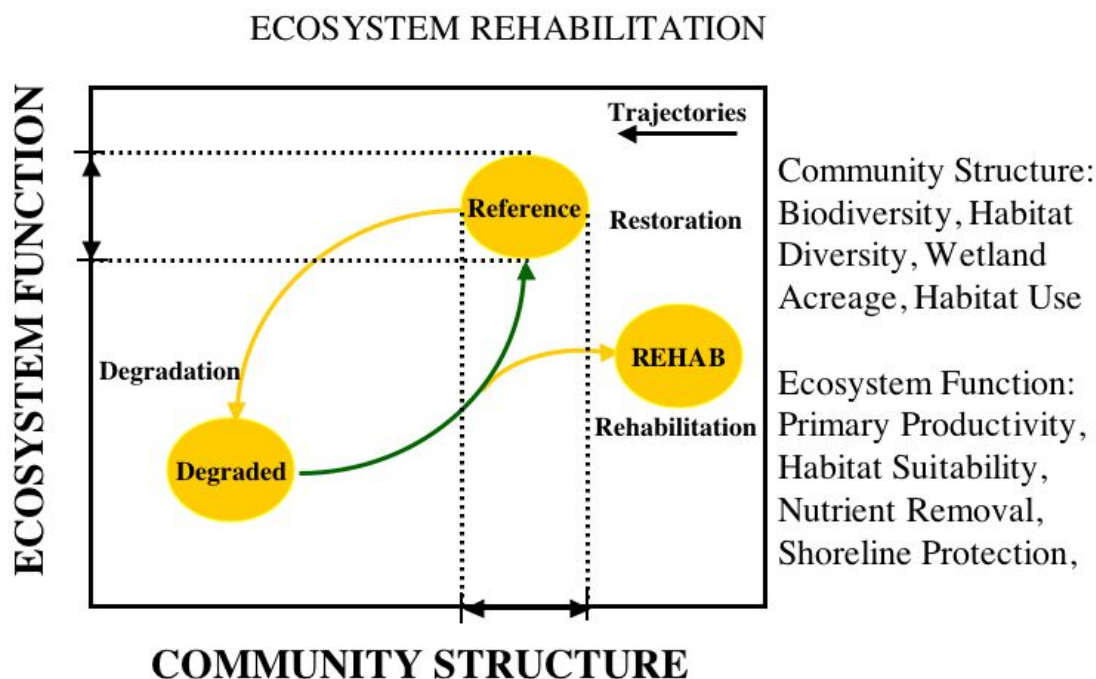 ECOSYSTEM REHABILITATION
ECOSYSTEM FUNCTION
Trajectories
Reference
Restoration
Degradation
REHAB
Rehabilitation
Degraded
COMMUNITY STRUCTURE
Community Structure:
Biodiversity, Habitat
Diversity, Wetland
Acreage, Habitat Use
Ecosystem Function:
Primary Productivity,
Habitat Suitability,
Nutrient Removal,
Shoreline Protection,